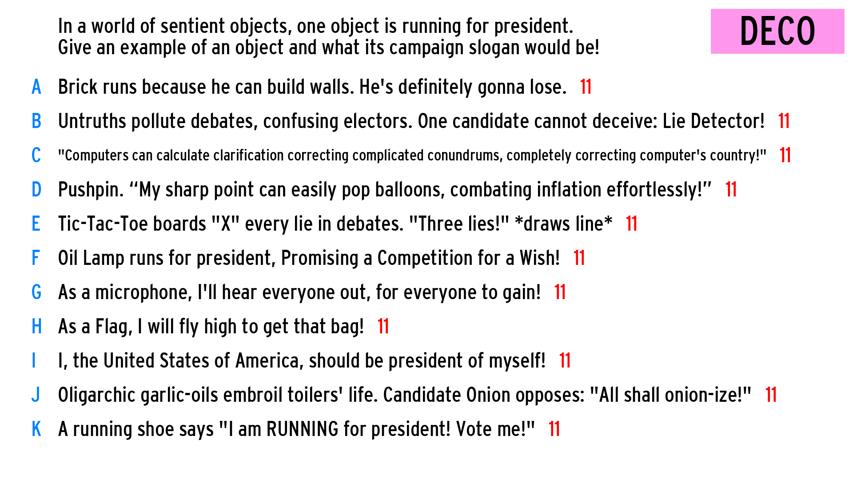 In a world of sentient objects, one object is running for president.
Give an example of an object and what its campaign slogan would be!
DECO
A Brick runs because he can build walls. He's definitely gonna lose. 11
B Untruths pollute debates, confusing electors. One candidate cannot deceive: Lie Detector! 11
C "Computers can calculate clarification correcting complicated conundrums, completely correcting computer's country!" 11
D Pushpin. “My sharp point can easily pop balloons, combating inflation effortlessly!” 11
E Tic-Tac-Toe boards "X" every lie in debates. "Three lies!" *draws line* 11
F Oil Lamp runs for president, Promising a Competition for a Wish! 11
G As a microphone, I'll hear everyone out, for everyone to gain! 11
H As a Flag, I will fly high to get that bag! 11
I I, the United States of America, should be president of myself! 11
J Oligarchic garlic-oils embroil toilers' life. Candidate Onion opposes: "All shall onion-ize!" 11
K A running shoe says "I am RUNNING for president! Vote me!" 11